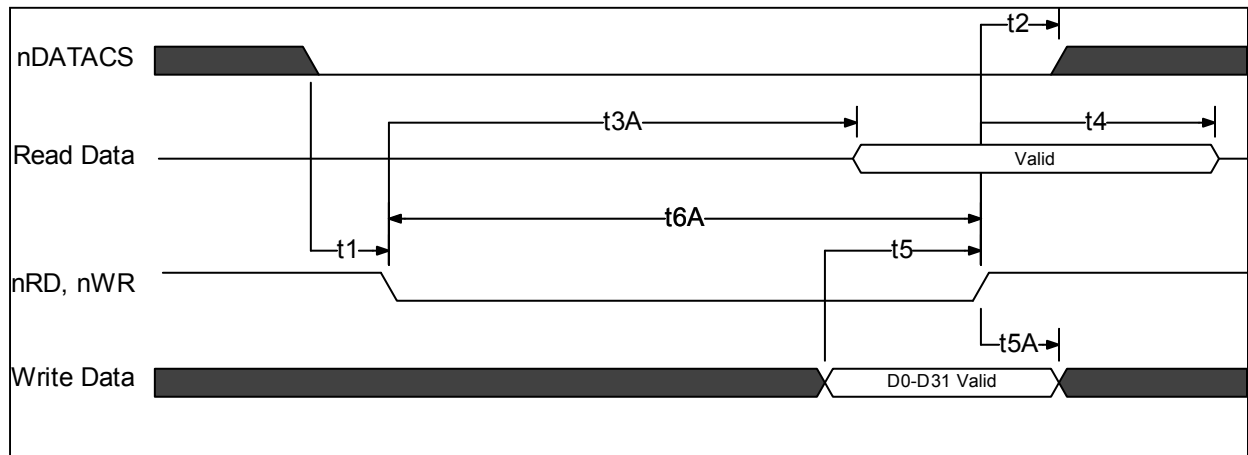 t2
nDATACS
t3A
t4
Read Data
Valid
t6A
t1
t5
nRD, nWR
t5A
Write Data
D0-D31 Valid